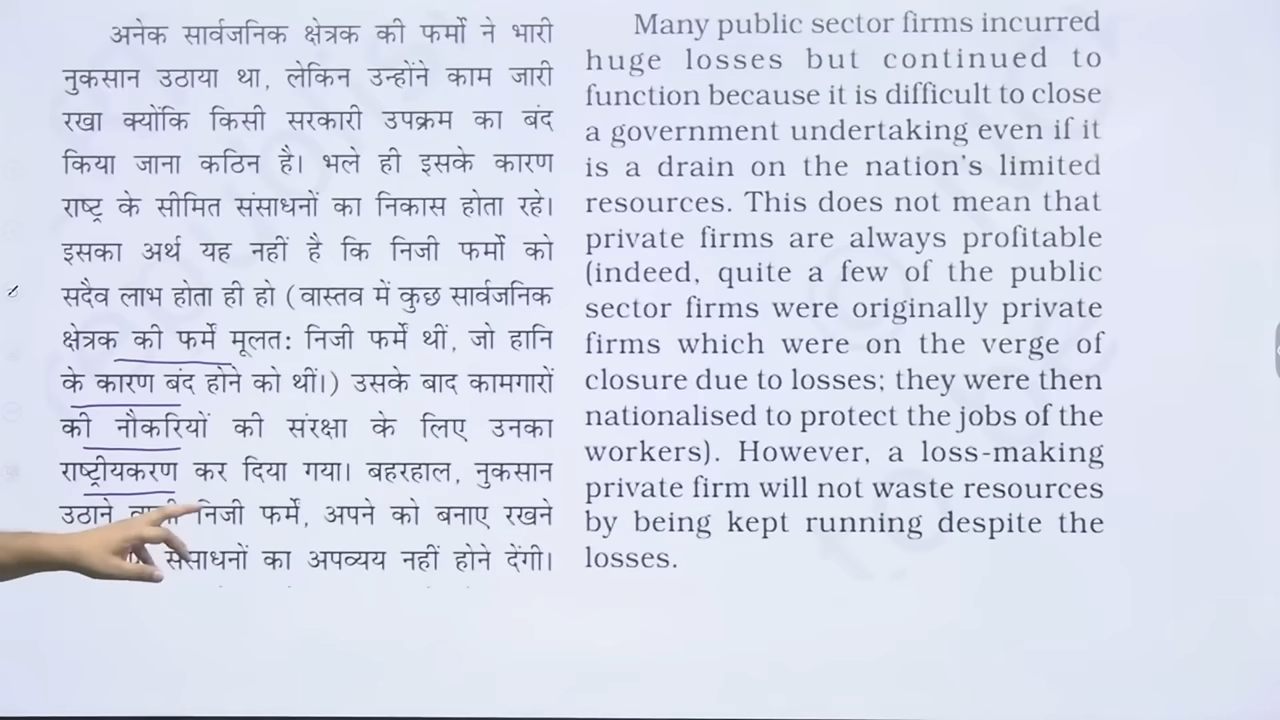 अनेक सार्वजनिक क्षेत्रक की फर्मों ने भारी
नुकसान उठाया था, लेकिन उन्होंने काम जारी
रखा क्योंकि किसी सरकारी उपक्रम का बंद
किया जाना कठिन है। भले ही इसके कारण
राष्ट्र के सीमित संसाधनों का निकास होता रहे।
इसका अर्थ यह नहीं है कि निजी फर्मों को
सदैव लाभ होता ही हो (वास्तव में कुछ सार्वजनिक
क्षेत्रक की फर्में मूलत: निजी फर्में थीं, जो हानि
के कारण बंद होने को थीं।) उसके बाद कामगारों
की नौकरियों की संरक्षा के लिए उनका
राष्ट्रीयकरण कर दिया गया। बहरहाल, नुकसान
उठाने निजी फर्में, अपने को बनाए रखने
संसाधनों का अपव्यय नहीं होने देंगी।
Many public sector firms incurred
huge losses but continued to
function because it is difficult to close
a government undertaking even if it
is a drain on the nation's limited
resources. This does not mean that
private firms are always profitable
(indeed, quite a few of the public
sector firms were originally private
firms which were on the verge of
closure due to losses; they were then
nationalised to protect the jobs of the
workers). However, a loss-making
private firm will not waste resources
by being kept running despite the
losses.